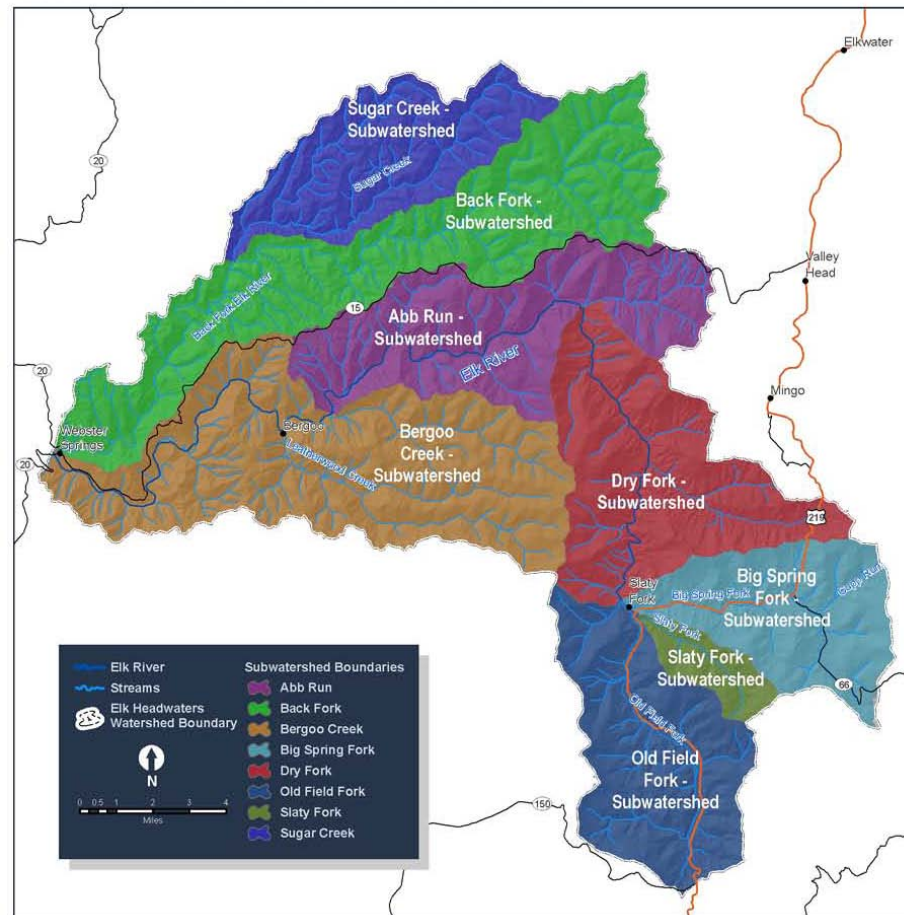 Elkwater
Sugar Creek -
Subwatershed
20
Sugar Creek
Back Fork -
Subwatershed
Valley
Head
Back Fork Elk River
15
Abb Run -
Subwatershed
Elk River
20
Mingo
Webster
Springs
Bergoo
Bergoo
Creek -
Subwatershed
Leatherwood Creek
20
Dry Fork -
Subwatershed
219
Slaty
Fork
Big Spring Fork
Big Spring
Fork -
Subwatershed
Cupp Run
Slaty Fork
Slaty Fork -
Subwatershed
66
Old Field Fork
Old Field
Fork -
Subwatershed
150
Elk River
Streams
Elk Headwaters
Watershed Boundary
N
0 0.5 1 2 3 4
Miles
Subwatershed Boundaries
Abb Run
Back Fork
Bergoo Creek
Big Spring Fork
Dry Fork
Old Field Fork
Slaty Fork
Sugar Creek